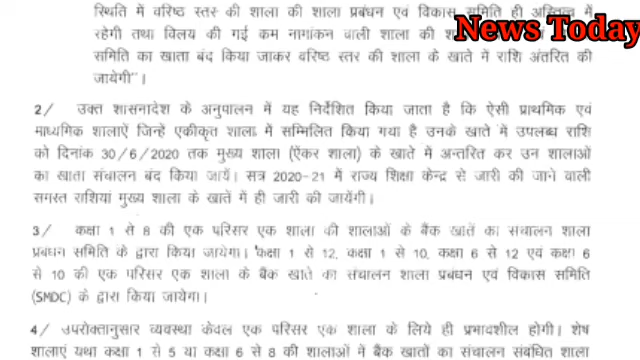 स्थिति में वरिष्ठ स्तर की शाला की शाला प्रबंधन एवं विकास समिति ही अस्तित्व में
News Today
रहेगी तथा विलय की गई कम नागांकन वाली शाला की
समिति का खाता बंद किया जाकर वरिष्ठ स्तर की शाला के खाते में राशि अंतरित की
जायेगी"।
2/ उक्त शासनादेश के अनुपालन में यह निर्देशित किया जाता है कि ऐसी प्राथमिक एवं
माध्यमिक शालाऐं जिन्हें एकीकृत शाला में सम्मिलित किया गया है उनके खाते में उपलब्ध राशि
को दिनांक 30/6/2020 तक मुख्य शाला (ऐंकर शाला) के खाते में अन्तरित कर उन शालाओं
का खाता संचालन बंद किया जायें। सत्र 2020-21 में राज्य शिक्षा केन्द्र से जारी की जाने वाली
समस्त राशियां मुख्य शाला के खातें में ही जारी की जायेंगी।
3/ कक्षा 1 से 8 की एक परिसर एक शाला की शालाओं के बैंक खातें का संचालन शाला
प्रबंधन समिति के द्वारा किया जायेगा। कक्षा 1 से 12, कक्षा 1 से 10, कक्षा 6 से 12 एवं कक्षा 6
से 10 की एक परिसर एक शाला के बैंक खाते का संचालन शाला प्रबंधन एवं विकास समिति
(SMDC) के द्वारा किया जायेगा।
4/ उपरोक्तानुसार व्यवस्था केवल एक परिसर एक शाला के लिये ही प्रभावशील होगी। शेष
शालाएं यथा कक्षा 1 से 5 या कक्षा 6 से 8 की शालाओं में बैंक खातों का संचालन संबंधित शाला